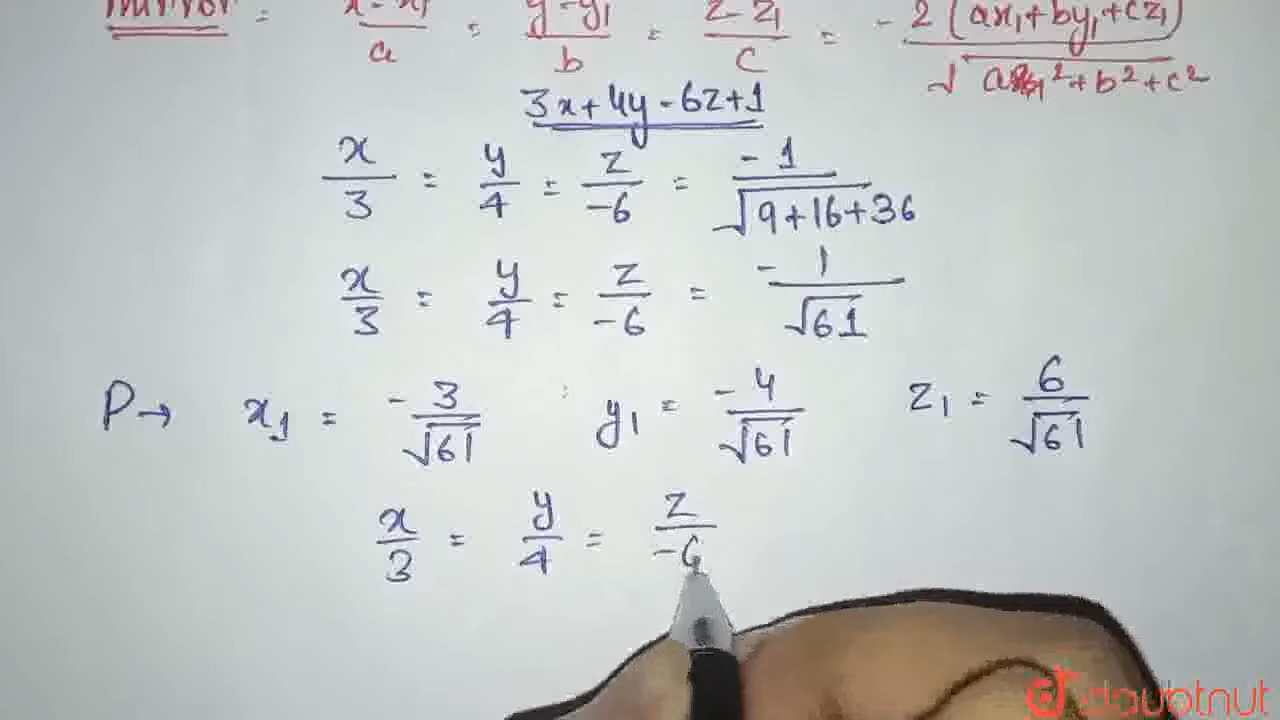 mirror = x-x₁/a = y-y₁/b = z-z₁/c = -2(ax₁+by₁+cz₁)/√a²+b²+c²
3x+4y-6z+1
x/3 = y/4 = z/-6 = -1/√9+16+36
x/3 = y/4 = z/-6 = -1/√61
P→ x₁ = -3/√61 y₁ = -4/√61 z₁ = 6/√61
x/3 = y/4 = z/-6
doubtnut